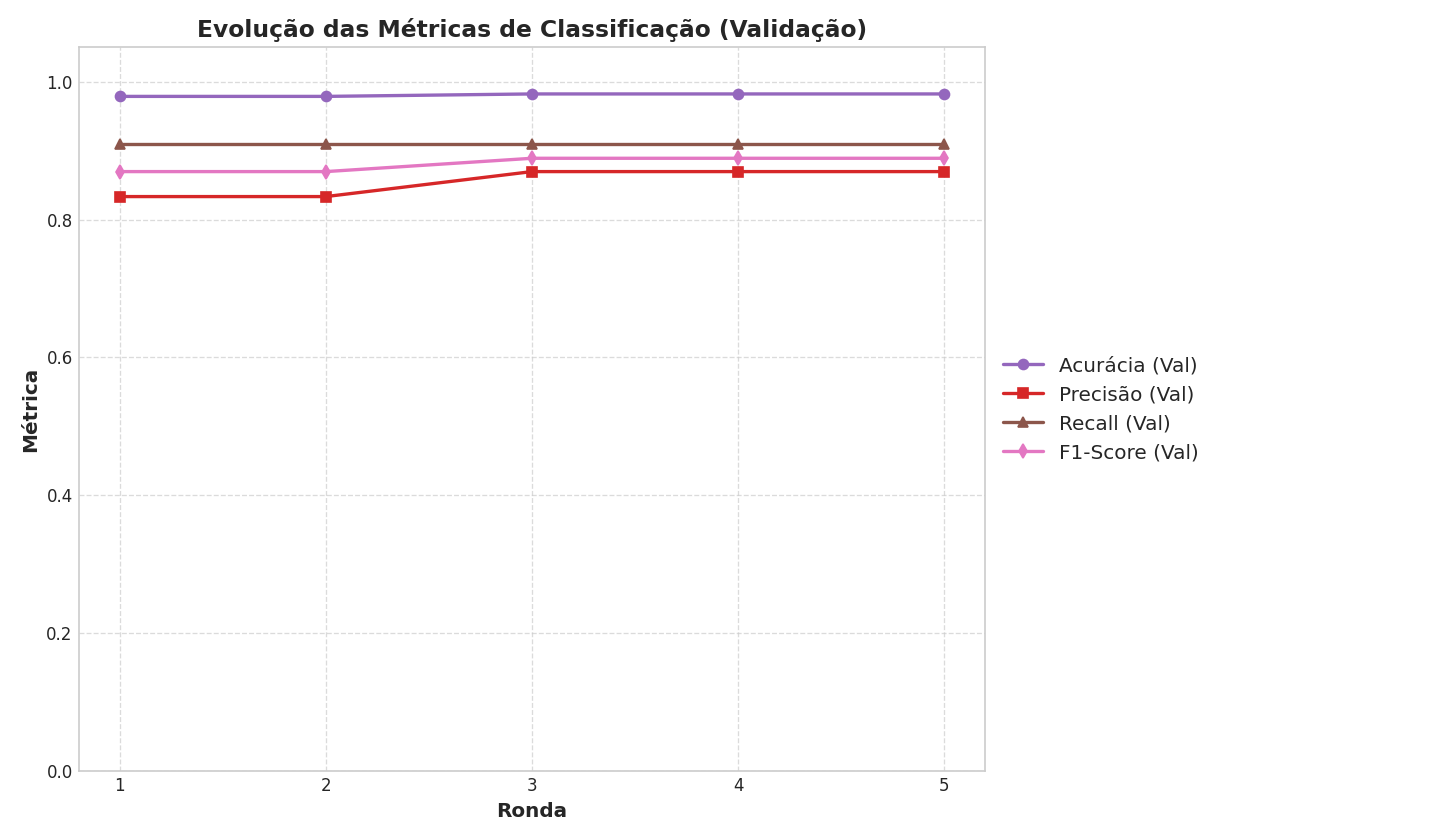 Evolução das Métricas de Classificação (Validação)
1.0
0.8
0.6
0.4
0.2
0.0
Métrica
1 2 3 4 5
Ronda
Acurácia (Val)
Precisão (Val)
Recall (Val)
F1-Score (Val)